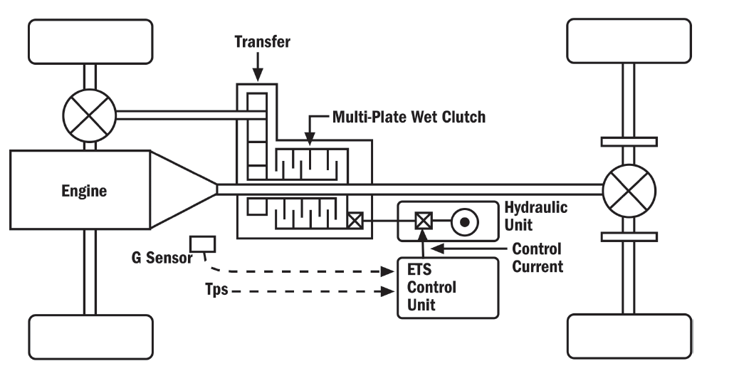 Transfer
Multi-Plate Wet Clutch
Engine
Hydraulic
Unit
Control
Current
G Sensor
ETS
Control
Unit
Tps